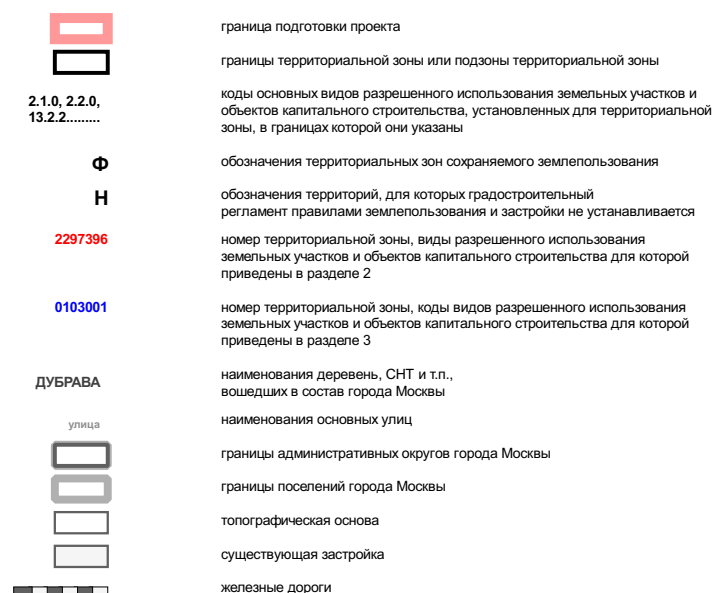 граница подготовки проекта
границы территориальной зоны или подзоны территориальной зоны
2.1.0, 2.2.0,
13.2.2.........
коды основных видов разрешенного использования земельных участков и
объектов капитального строительства, установленных для территориальной
зоны, в границах которой они указаны
Ф
обозначения территориальных зон сохраняемого землепользования
Н
обозначения территорий, для которых градостроительный
регламент правилами землепользования и застройки не устанавливается
2297396
номер территориальной зоны, виды разрешенного использования
земельных участков и объектов капитального строительства для которой
приведены в разделе 2
0103001
номер территориальной зоны, коды видов разрешенного использования
земельных участков и объектов капитального строительства для которой
приведены в разделе 3
ДУБРАВА
наименования деревень, СНТ и т.п.,
вошедших в состав города Москвы
улица
наименования основных улиц
границы административных округов города Москвы
границы поселений города Москвы
топографическая основа
существующая застройка
железные дороги